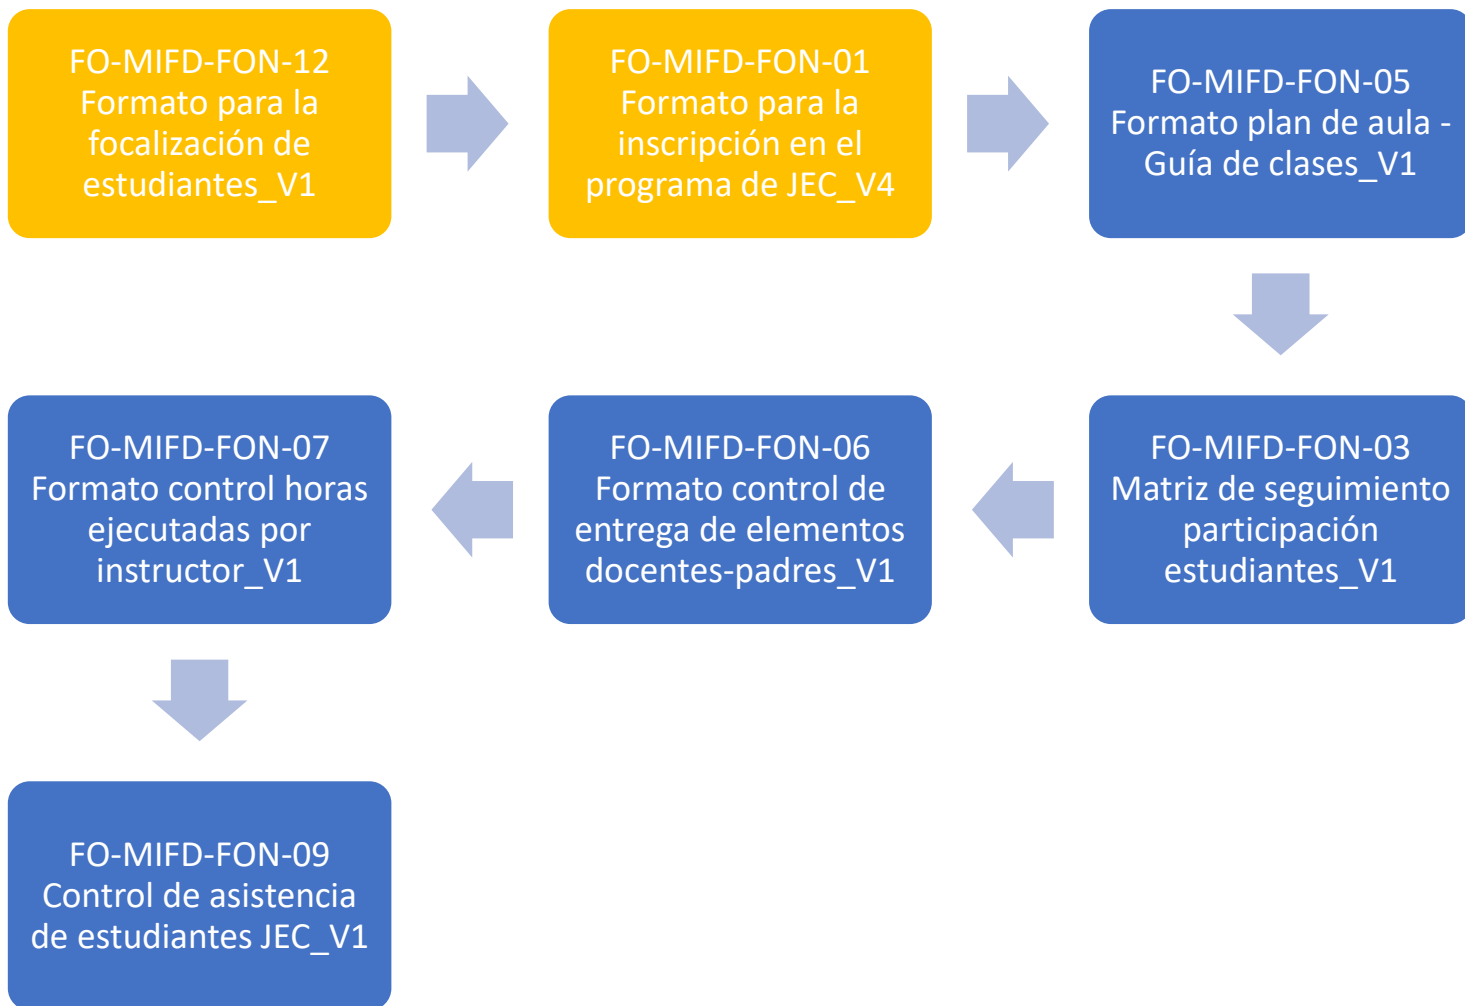 FO-MIFD-FON-12
Formato para la
focalización de
estudiantes_V1
FO-MIFD-FON-01
Formato para la
inscripción en el
programa de JEC_V4
FO-MIFD-FON-05
Formato plan de aula -
Guía de clases_V1
FO-MIFD-FON-03
Matriz de seguimiento
participación
estudiantes_V1
FO-MIFD-FON-06
Formato control de
entrega de elementos
docentes-padres_V1
FO-MIFD-FON-07
Formato control horas
ejecutadas por
instructor_V1
FO-MIFD-FON-09
Control de asistencia
de estudiantes JEC_V1